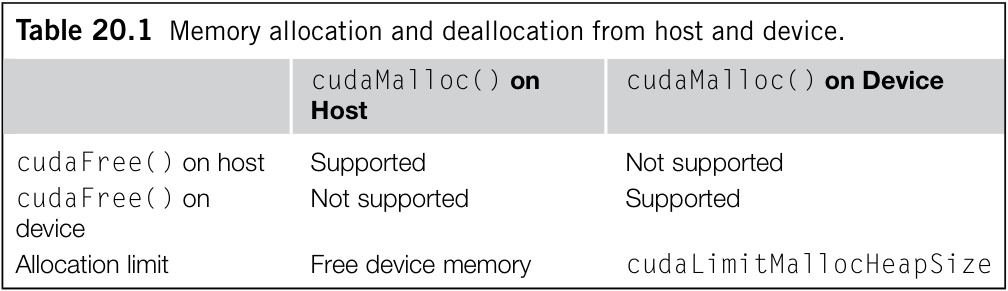 Table 20.1 Memory allocation and deallocation from host and device.
cudaMalloc() on Host cudaMalloc() on Device
cudaFree() on host Supported Not supported
cudaFree() on device Not supported Supported
Allocation limit Free device memory cudaLimitMallocHeapSize